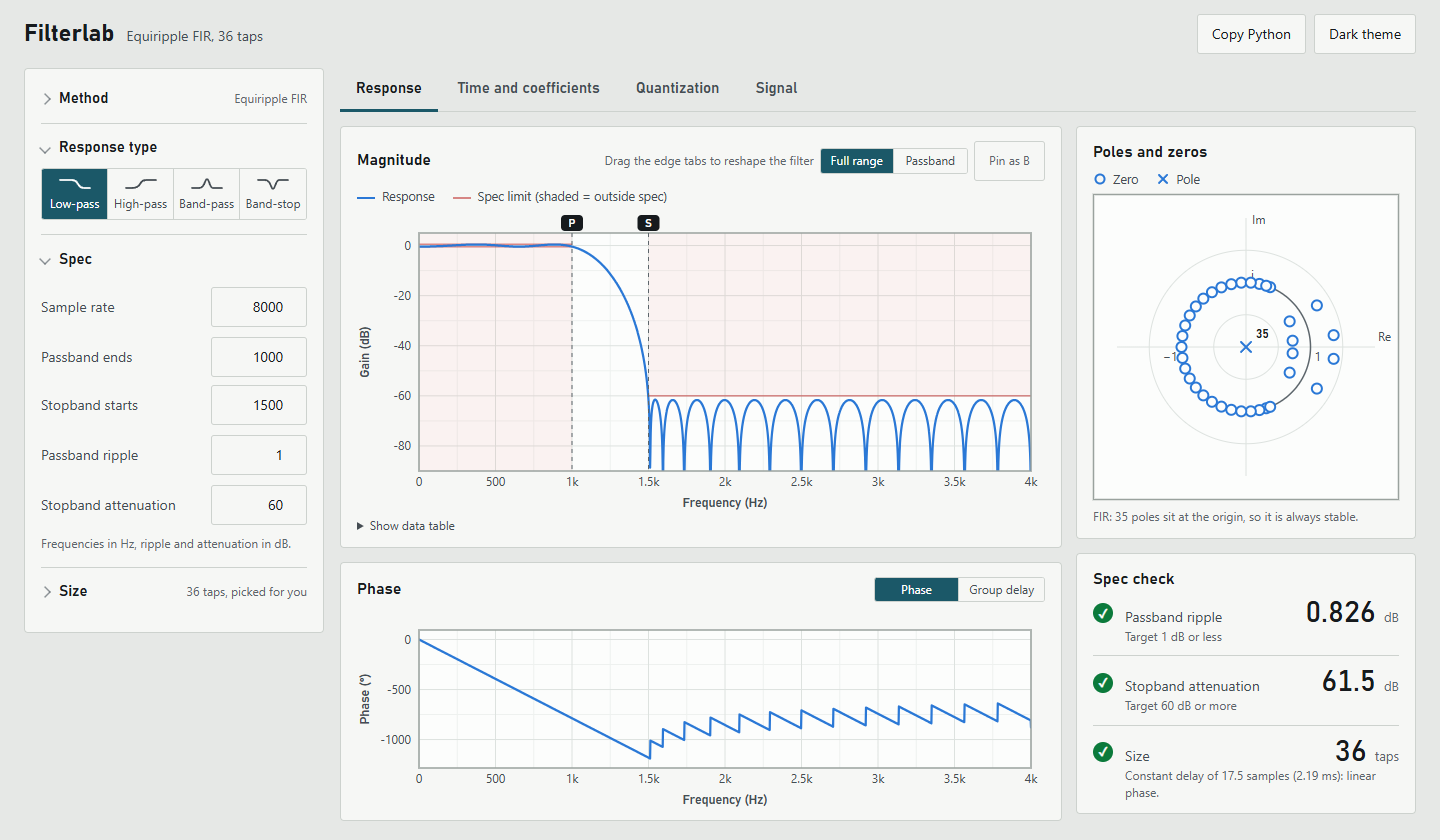 Filterlab Equiripple FIR, 36 taps
Copy Python
Dark theme
Method Equiripple FIR
Response type
Low-pass High-pass Band-pass Band-stop
Spec
Sample rate 8000
Passband ends 1000
Stopband starts 1500
Passband ripple 1
Stopband attenuation 60
Frequencies in Hz, ripple and attenuation in dB.
Size 36 taps, picked for you
Response Time and coefficients Quantization Signal
Magnitude Drag the edge tabs to reshape the filter Full range Passband Pin as B
Response Spec limit (shaded = outside spec)
P S
0
-20
-40
-60
-80
Gain (dB)
0 500 1k 1.5k 2k 2.5k 3k 3.5k 4k
Frequency (Hz)
Show data table
Phase Phase Group delay
0
-500
-1000
Phase (°)
0 500 1k 1.5k 2k 2.5k 3k 3.5k 4k
Frequency (Hz)
Poles and zeros
Zero Pole
Im
j
35
Re
−1 1
FIR: 35 poles sit at the origin, so it is always stable.
Spec check
Passband ripple 0.826 dB
Target 1 dB or less
Stopband attenuation 61.5 dB
Target 60 dB or more
Size 36 taps
Constant delay of 17.5 samples (2.19 ms): linear
phase.